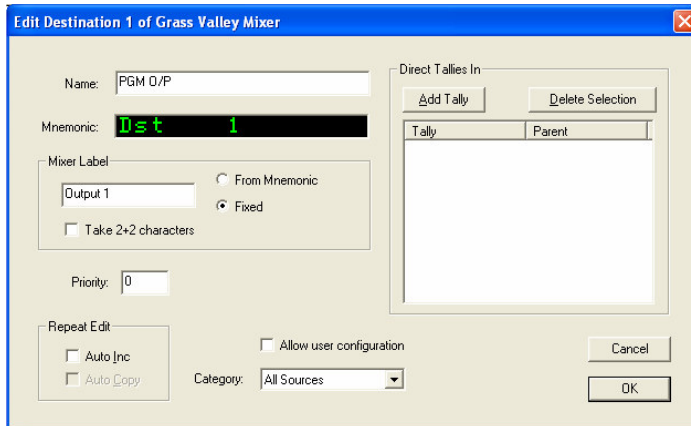 Edit Destination 1 of Grass Valley Mixer
Name: PGM O/P
Mnemonic: Dst 1
Mixer Label
Output 1
From Mnemonic
Fixed
Take 2+2 characters
Priority: 0
Repeat Edit
Auto Inc
Auto Copy
Allow user configuration
Category: All Sources
Direct Tallies In
Add Tally Delete Selection
Tally Parent
Cancel
OK